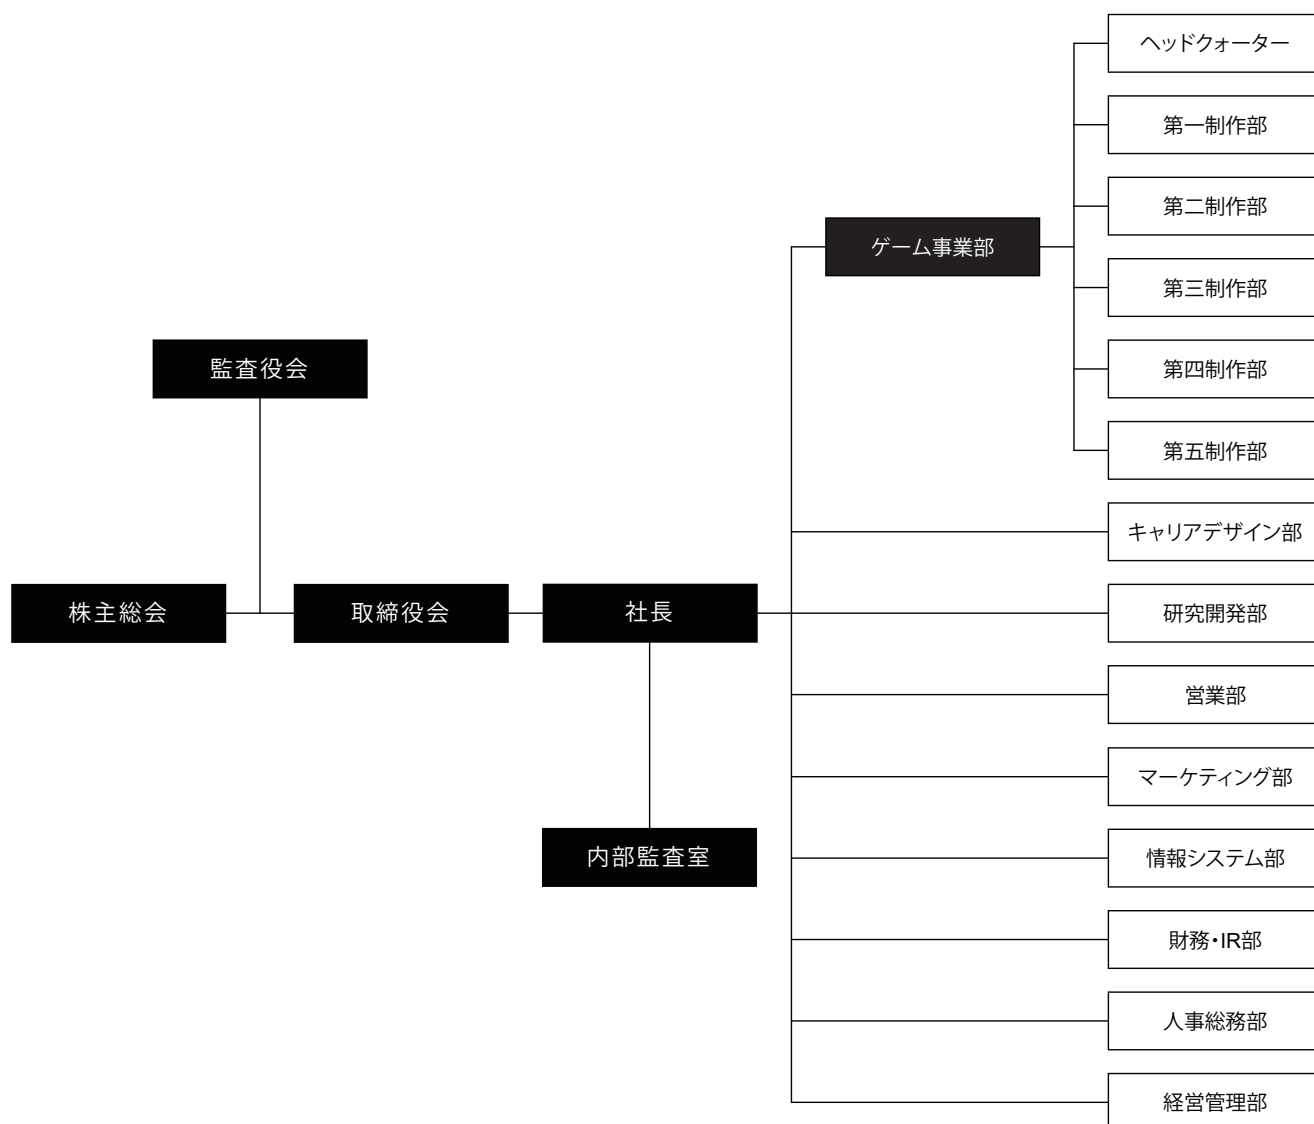 ヘッドクォーター
第一制作部
第二制作部
ゲーム事業部
第三制作部
監査役会
第四制作部
第五制作部
キャリアデザイン部
株主総会
取締役会
社長
研究開発部
営業部
マーケティング部
内部監査室
情報システム部
財務・IR部
人事総務部
経営管理部